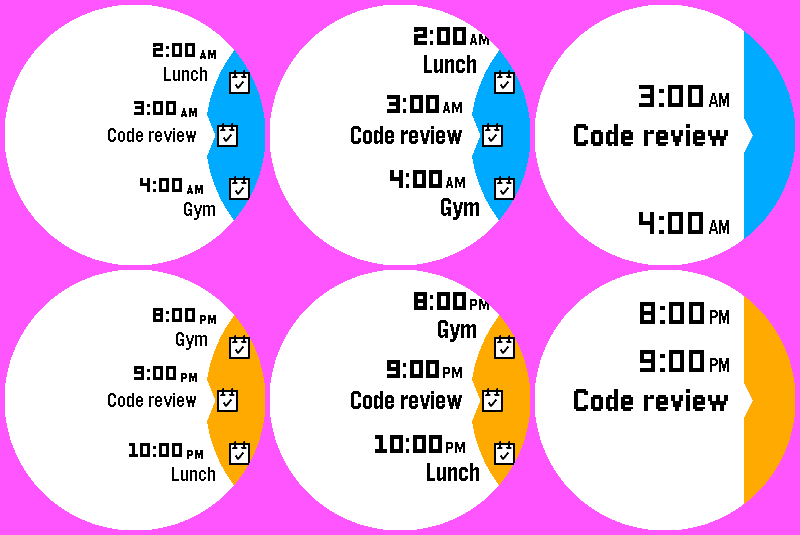 2:00 AM
Lunch
3:00 AM
Code review
4:00 AM
Gym
2:00 AM
Lunch
3:00 AM
Code review
4:00 AM
Gym
3:00 AM
Code review
4:00 AM
8:00 PM
Gym
9:00 PM
Code review
10:00 PM
Lunch
8:00 PM
Gym
9:00 PM
Code review
10:00 PM
Lunch
8:00 PM
9:00 PM
Code review